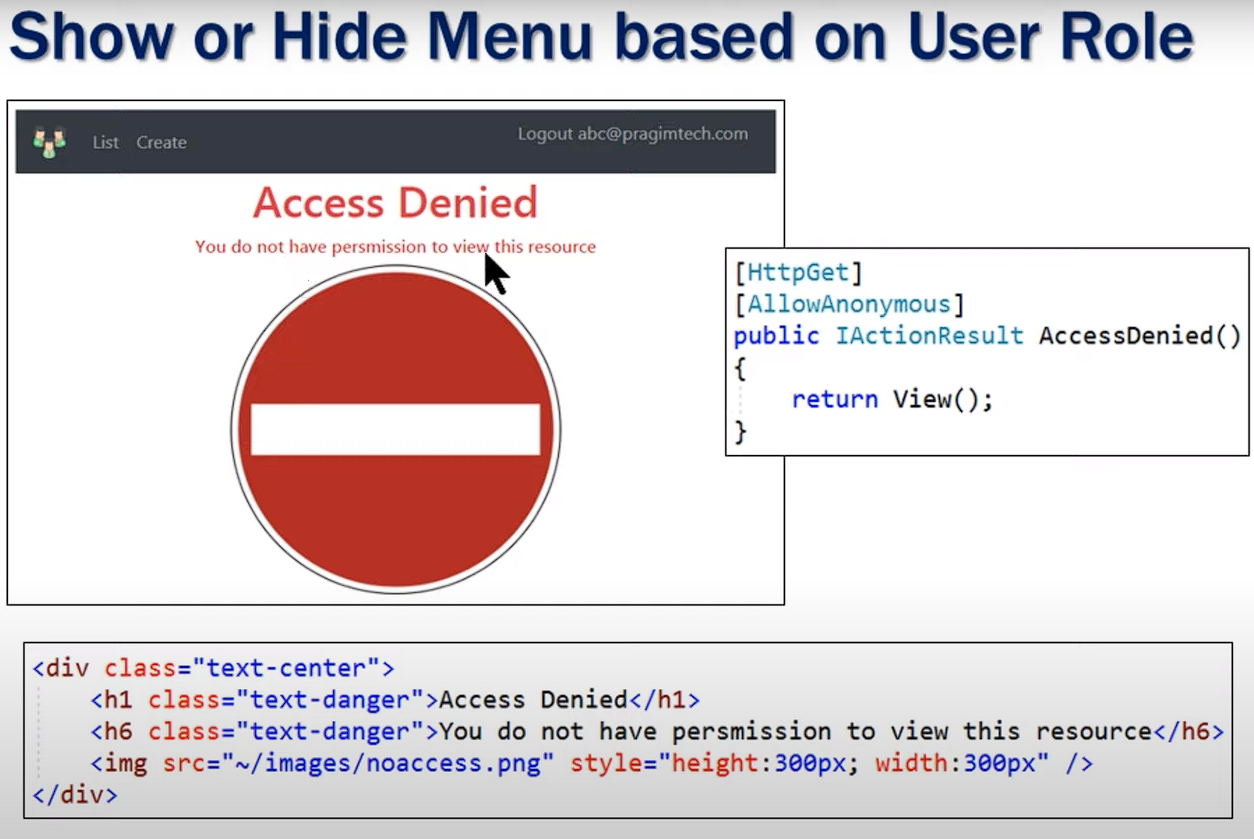 Show or Hide Menu based on User Role
List Create Logout abc@pragimtech.com
Access Denied
You do not have persmission to view this resource
[HttpGet]
[AllowAnonymous]
public IActionResult AccessDenied()
{
    return View();
}
<div class="text-center">
    <h1 class="text-danger">Access Denied</h1>
    <h6 class="text-danger">You do not have persmission to view this resource</h6>
    <img src="~/images/noaccess.png" style="height:300px; width:300px" />
</div>